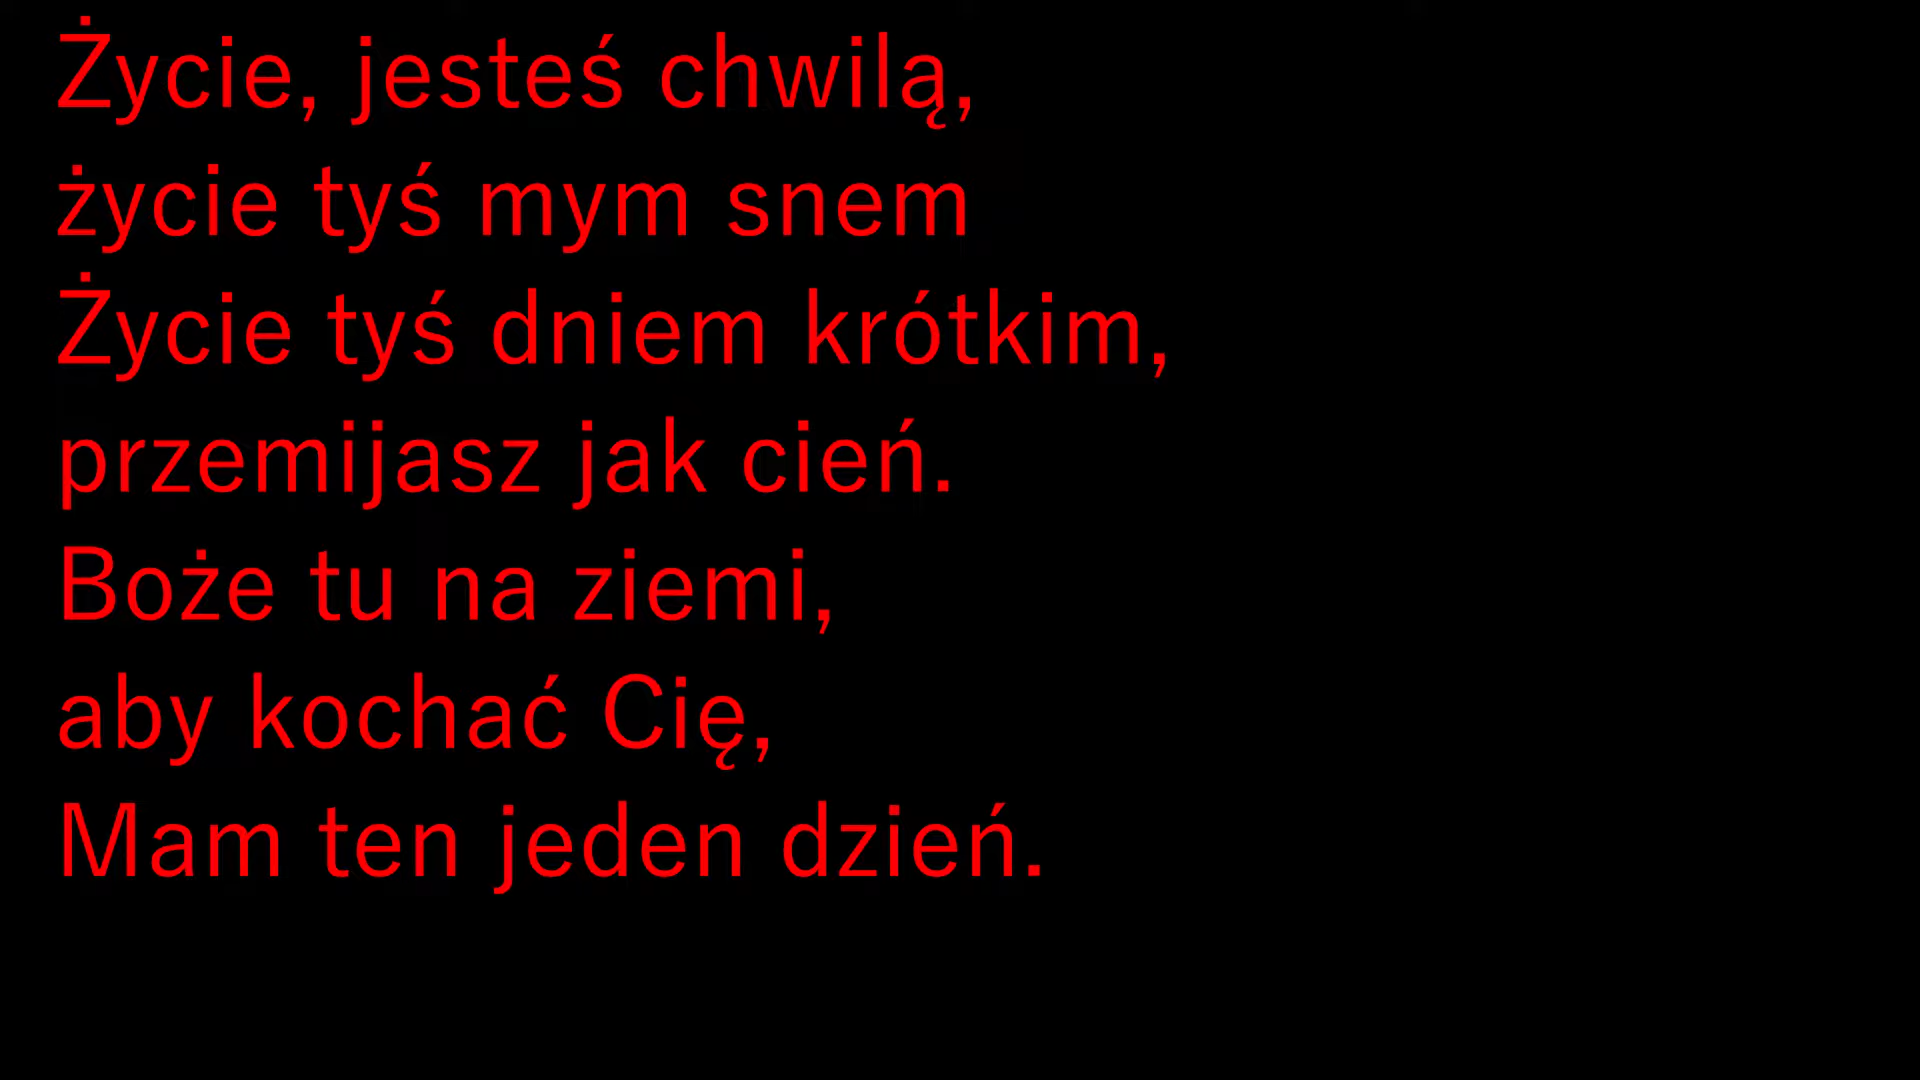 Życie, jesteś chwilą,
życie tyś mym snem
Życie tyś dniem krótkim,
przemijasz jak cień.
Boże tu na ziemi,
aby kochać Cię,
Mam ten jeden dzień.